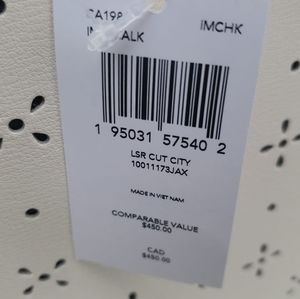 CA198 IMCHK
1 95031 57540 2
LSR CUT CITY
10011173JAX
MADE IN VIET NAM
COMPARABLE VALUE
$450.00
CAD
$450.00